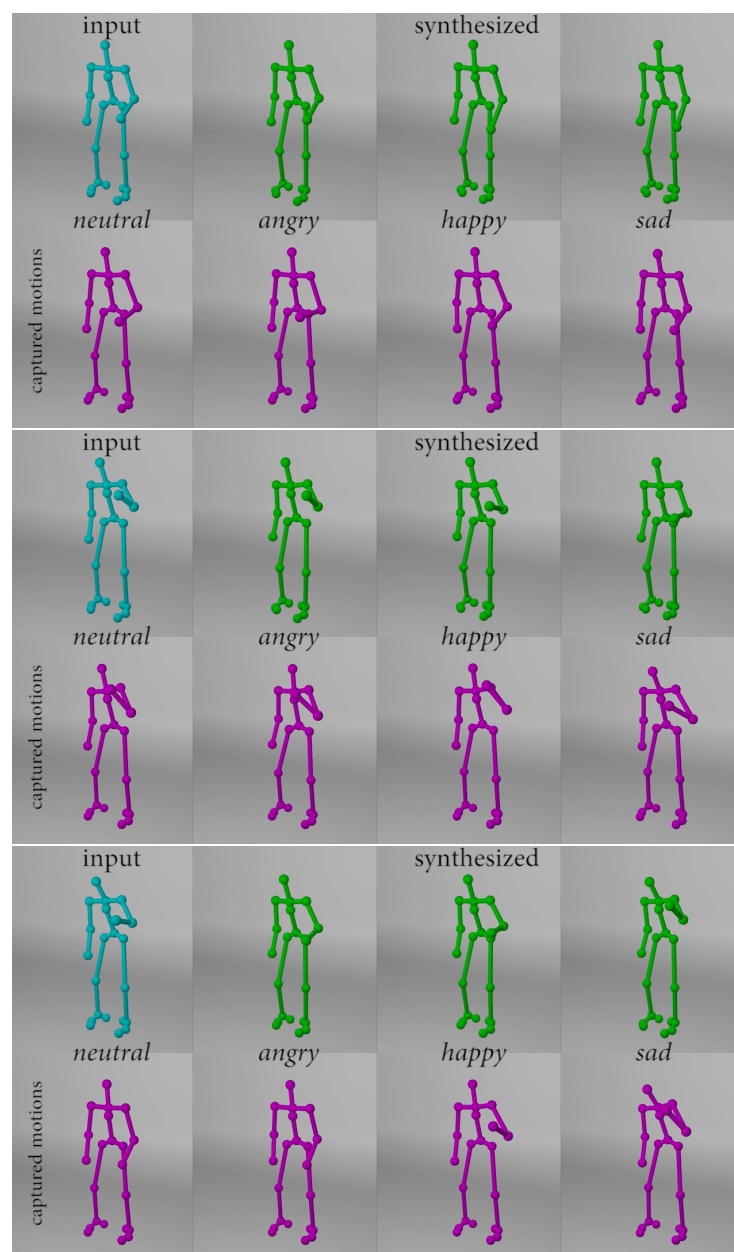 input synthesized
neutral angry happy sad
captured motions
input synthesized
neutral angry happy sad
captured motions
input synthesized
neutral angry happy sad
captured motions